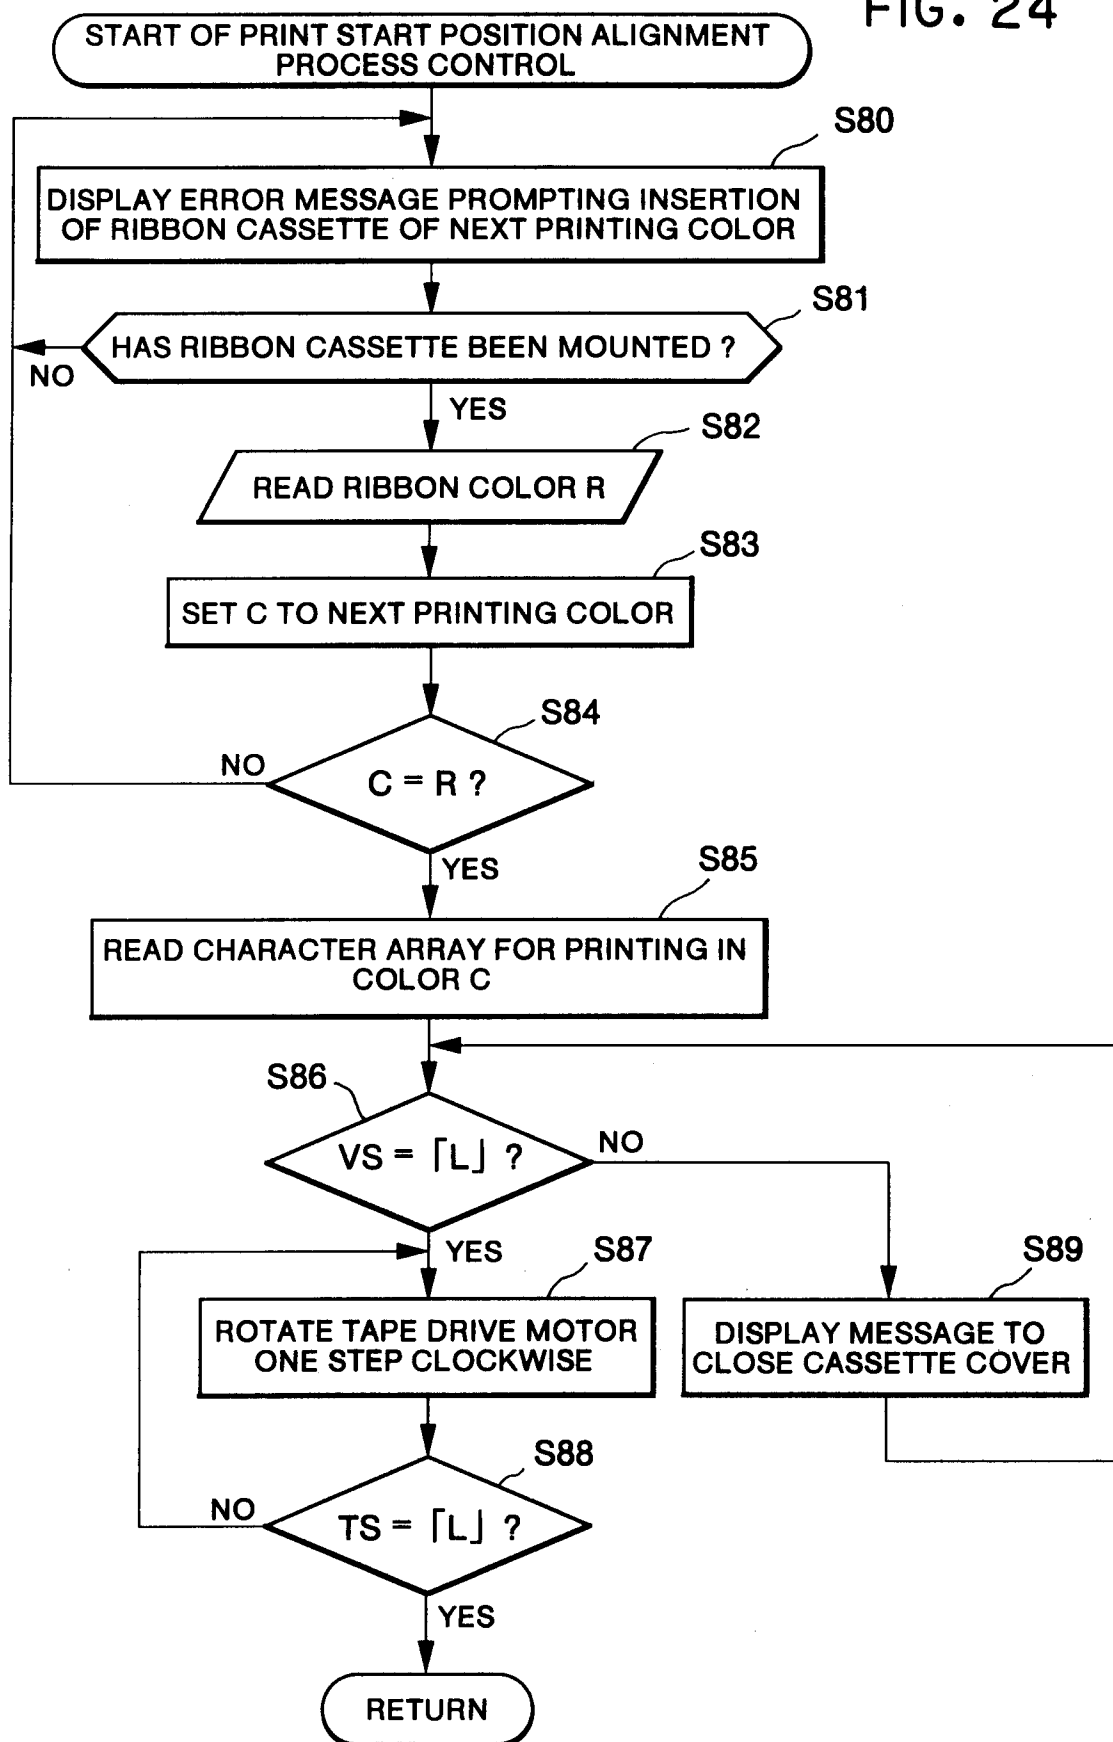 FIG. 24
START OF PRINT START POSITION ALIGNMENT
PROCESS CONTROL
S80
DISPLAY ERROR MESSAGE PROMPTING INSERTION
OF RIBBON CASSETTE OF NEXT PRINTING COLOR
S81
HAS RIBBON CASSETTE BEEN MOUNTED ?
NO
YES
S82
READ RIBBON COLOR R
S83
SET C TO NEXT PRINTING COLOR
S84
NO
C = R ?
YES
S85
READ CHARACTER ARRAY FOR PRINTING IN
COLOR C
S86
VS = ⌈L⌋ ?
NO
YES
S87
S89
ROTATE TAPE DRIVE MOTOR
ONE STEP CLOCKWISE
DISPLAY MESSAGE TO
CLOSE CASSETTE COVER
S88
NO
TS = ⌈L⌋ ?
YES
RETURN